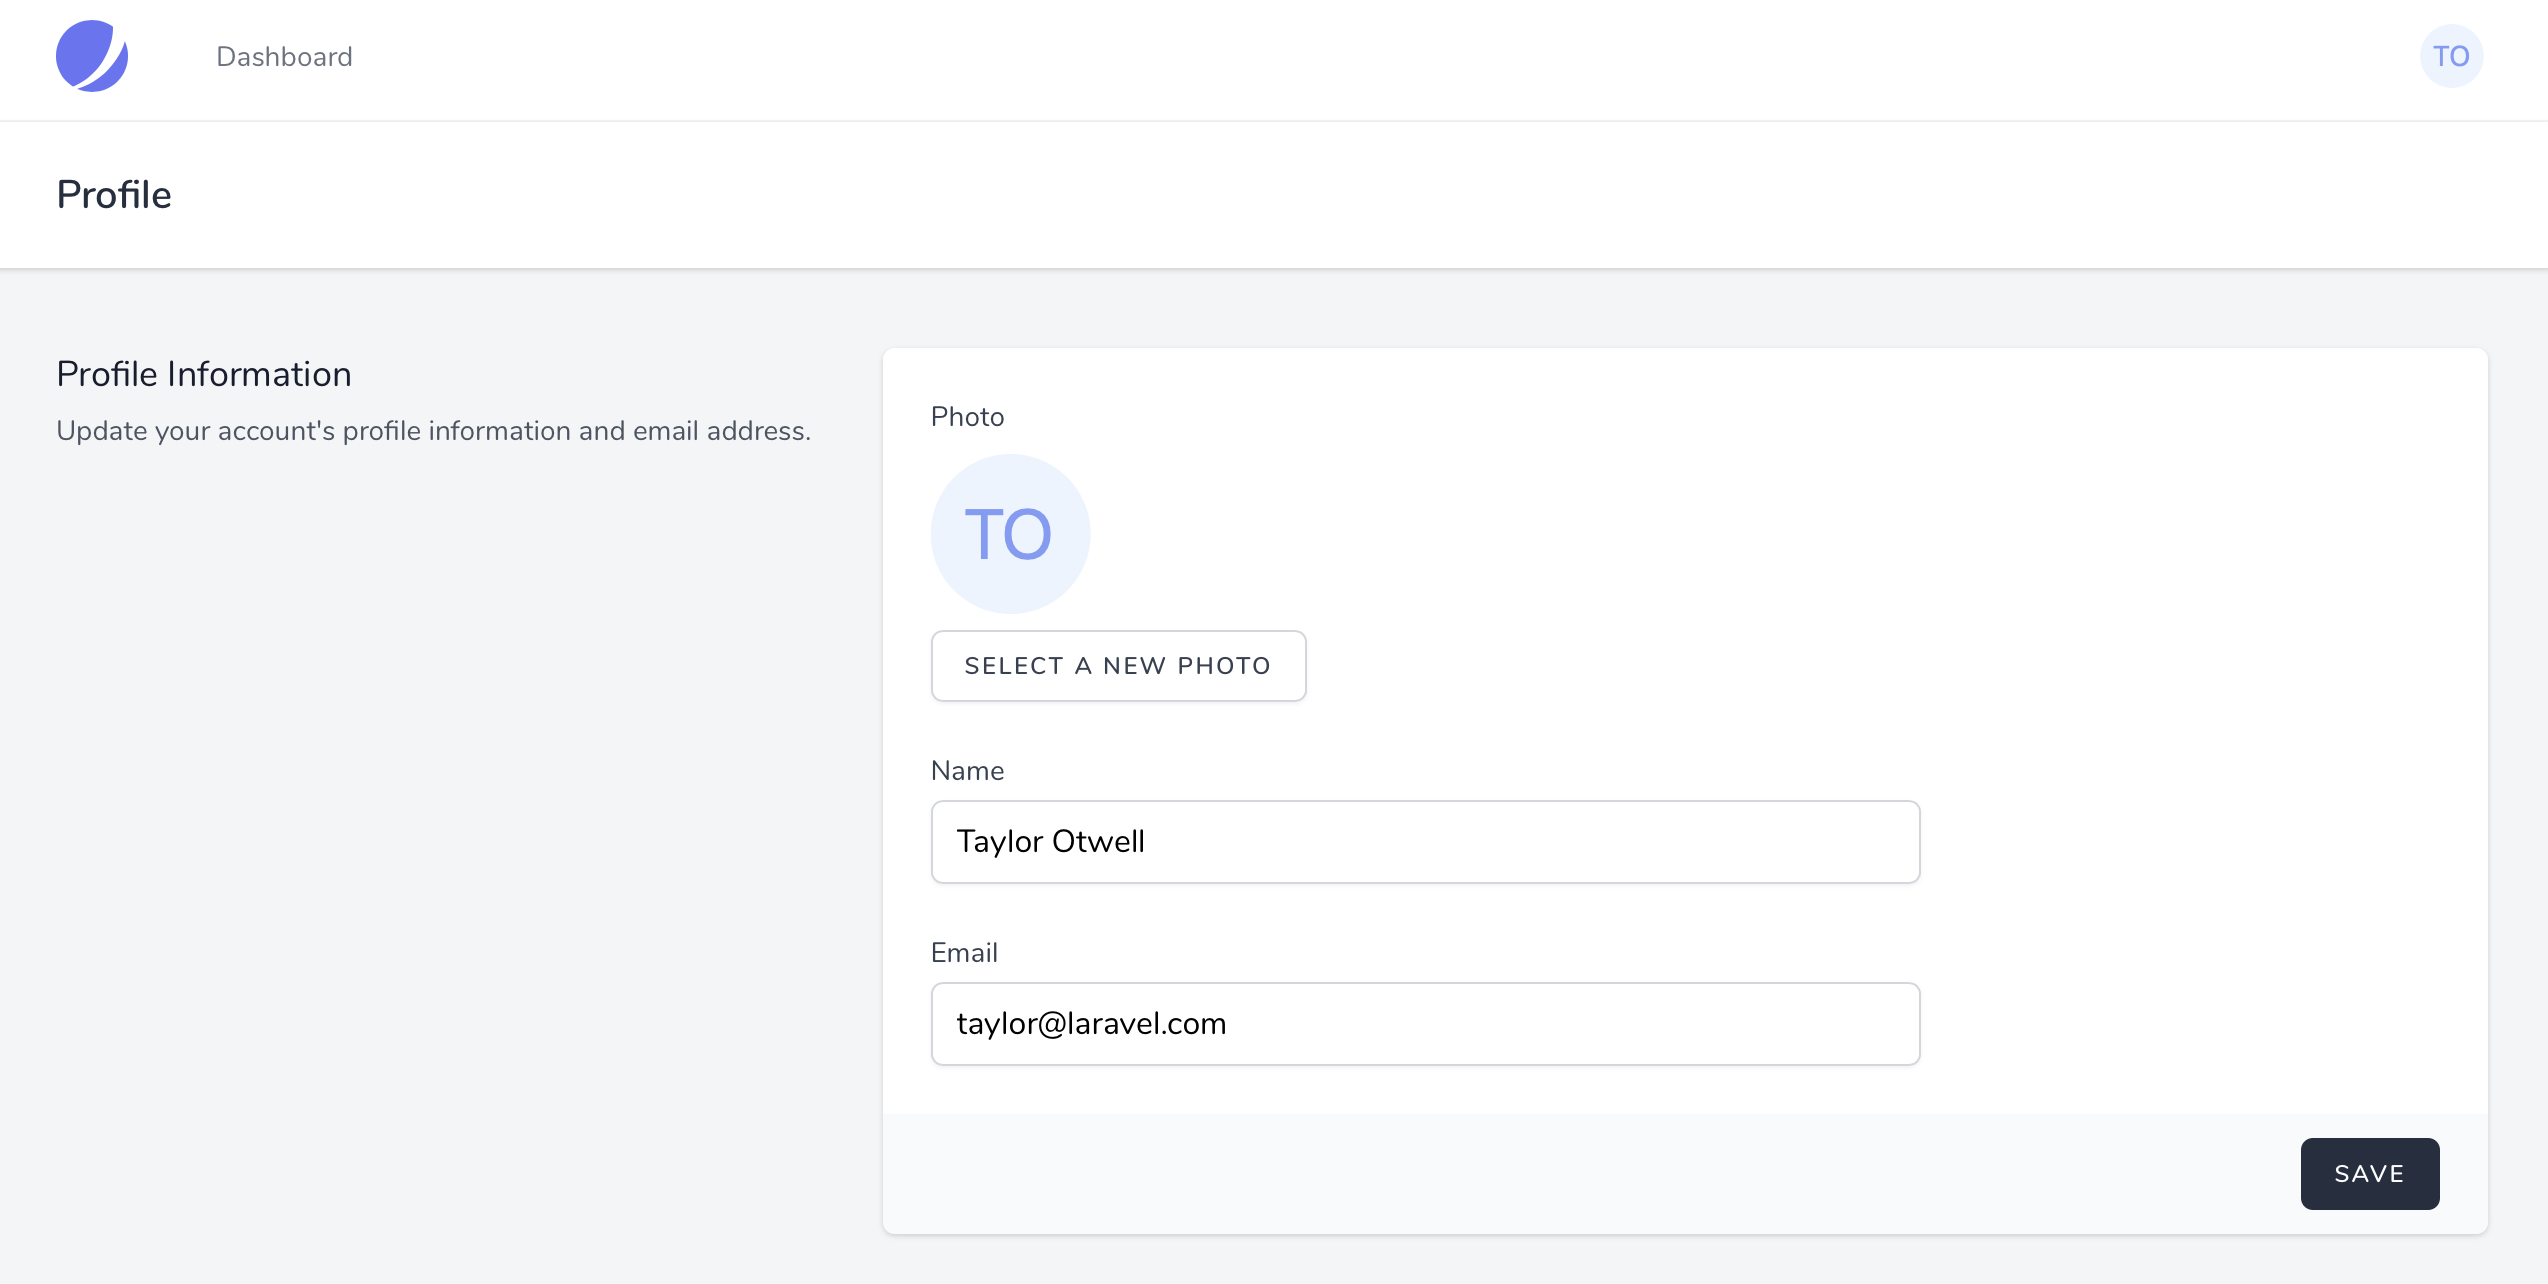 Dashboard
TO
Profile
Profile Information
Update your account's profile information and email address.
Photo
TO
SELECT A NEW PHOTO
Name
Taylor Otwell
Email
taylor@laravel.com
SAVE